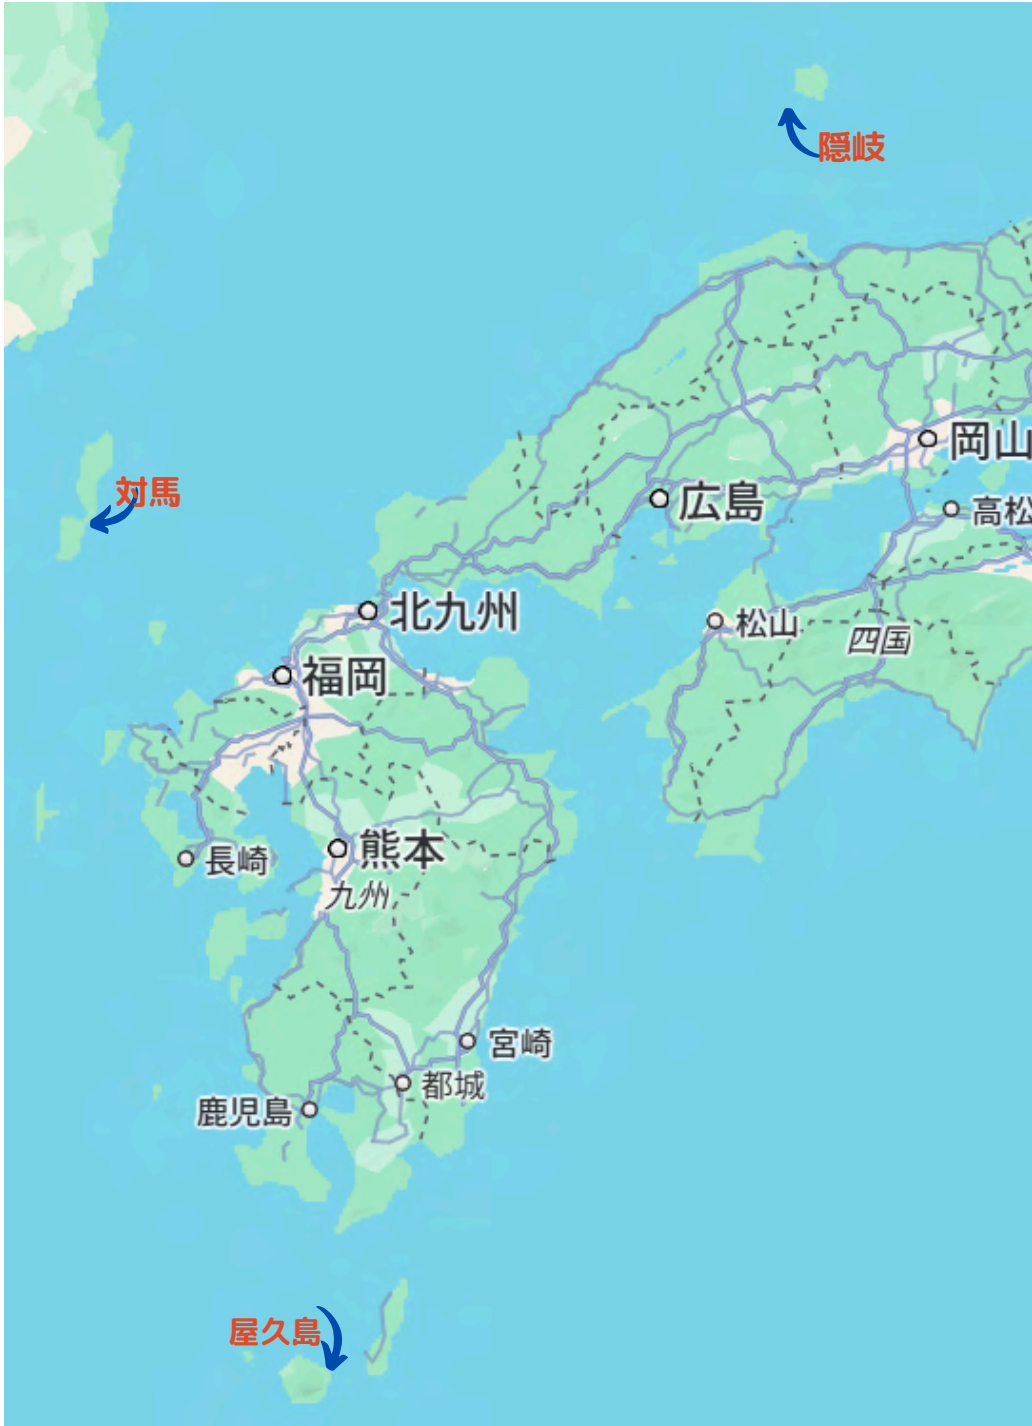 隠岐
岡山
対馬
広島
高松
北九州
松山
四国
福岡
熊本
長崎
九州
宮崎
都城
鹿児島
屋久島